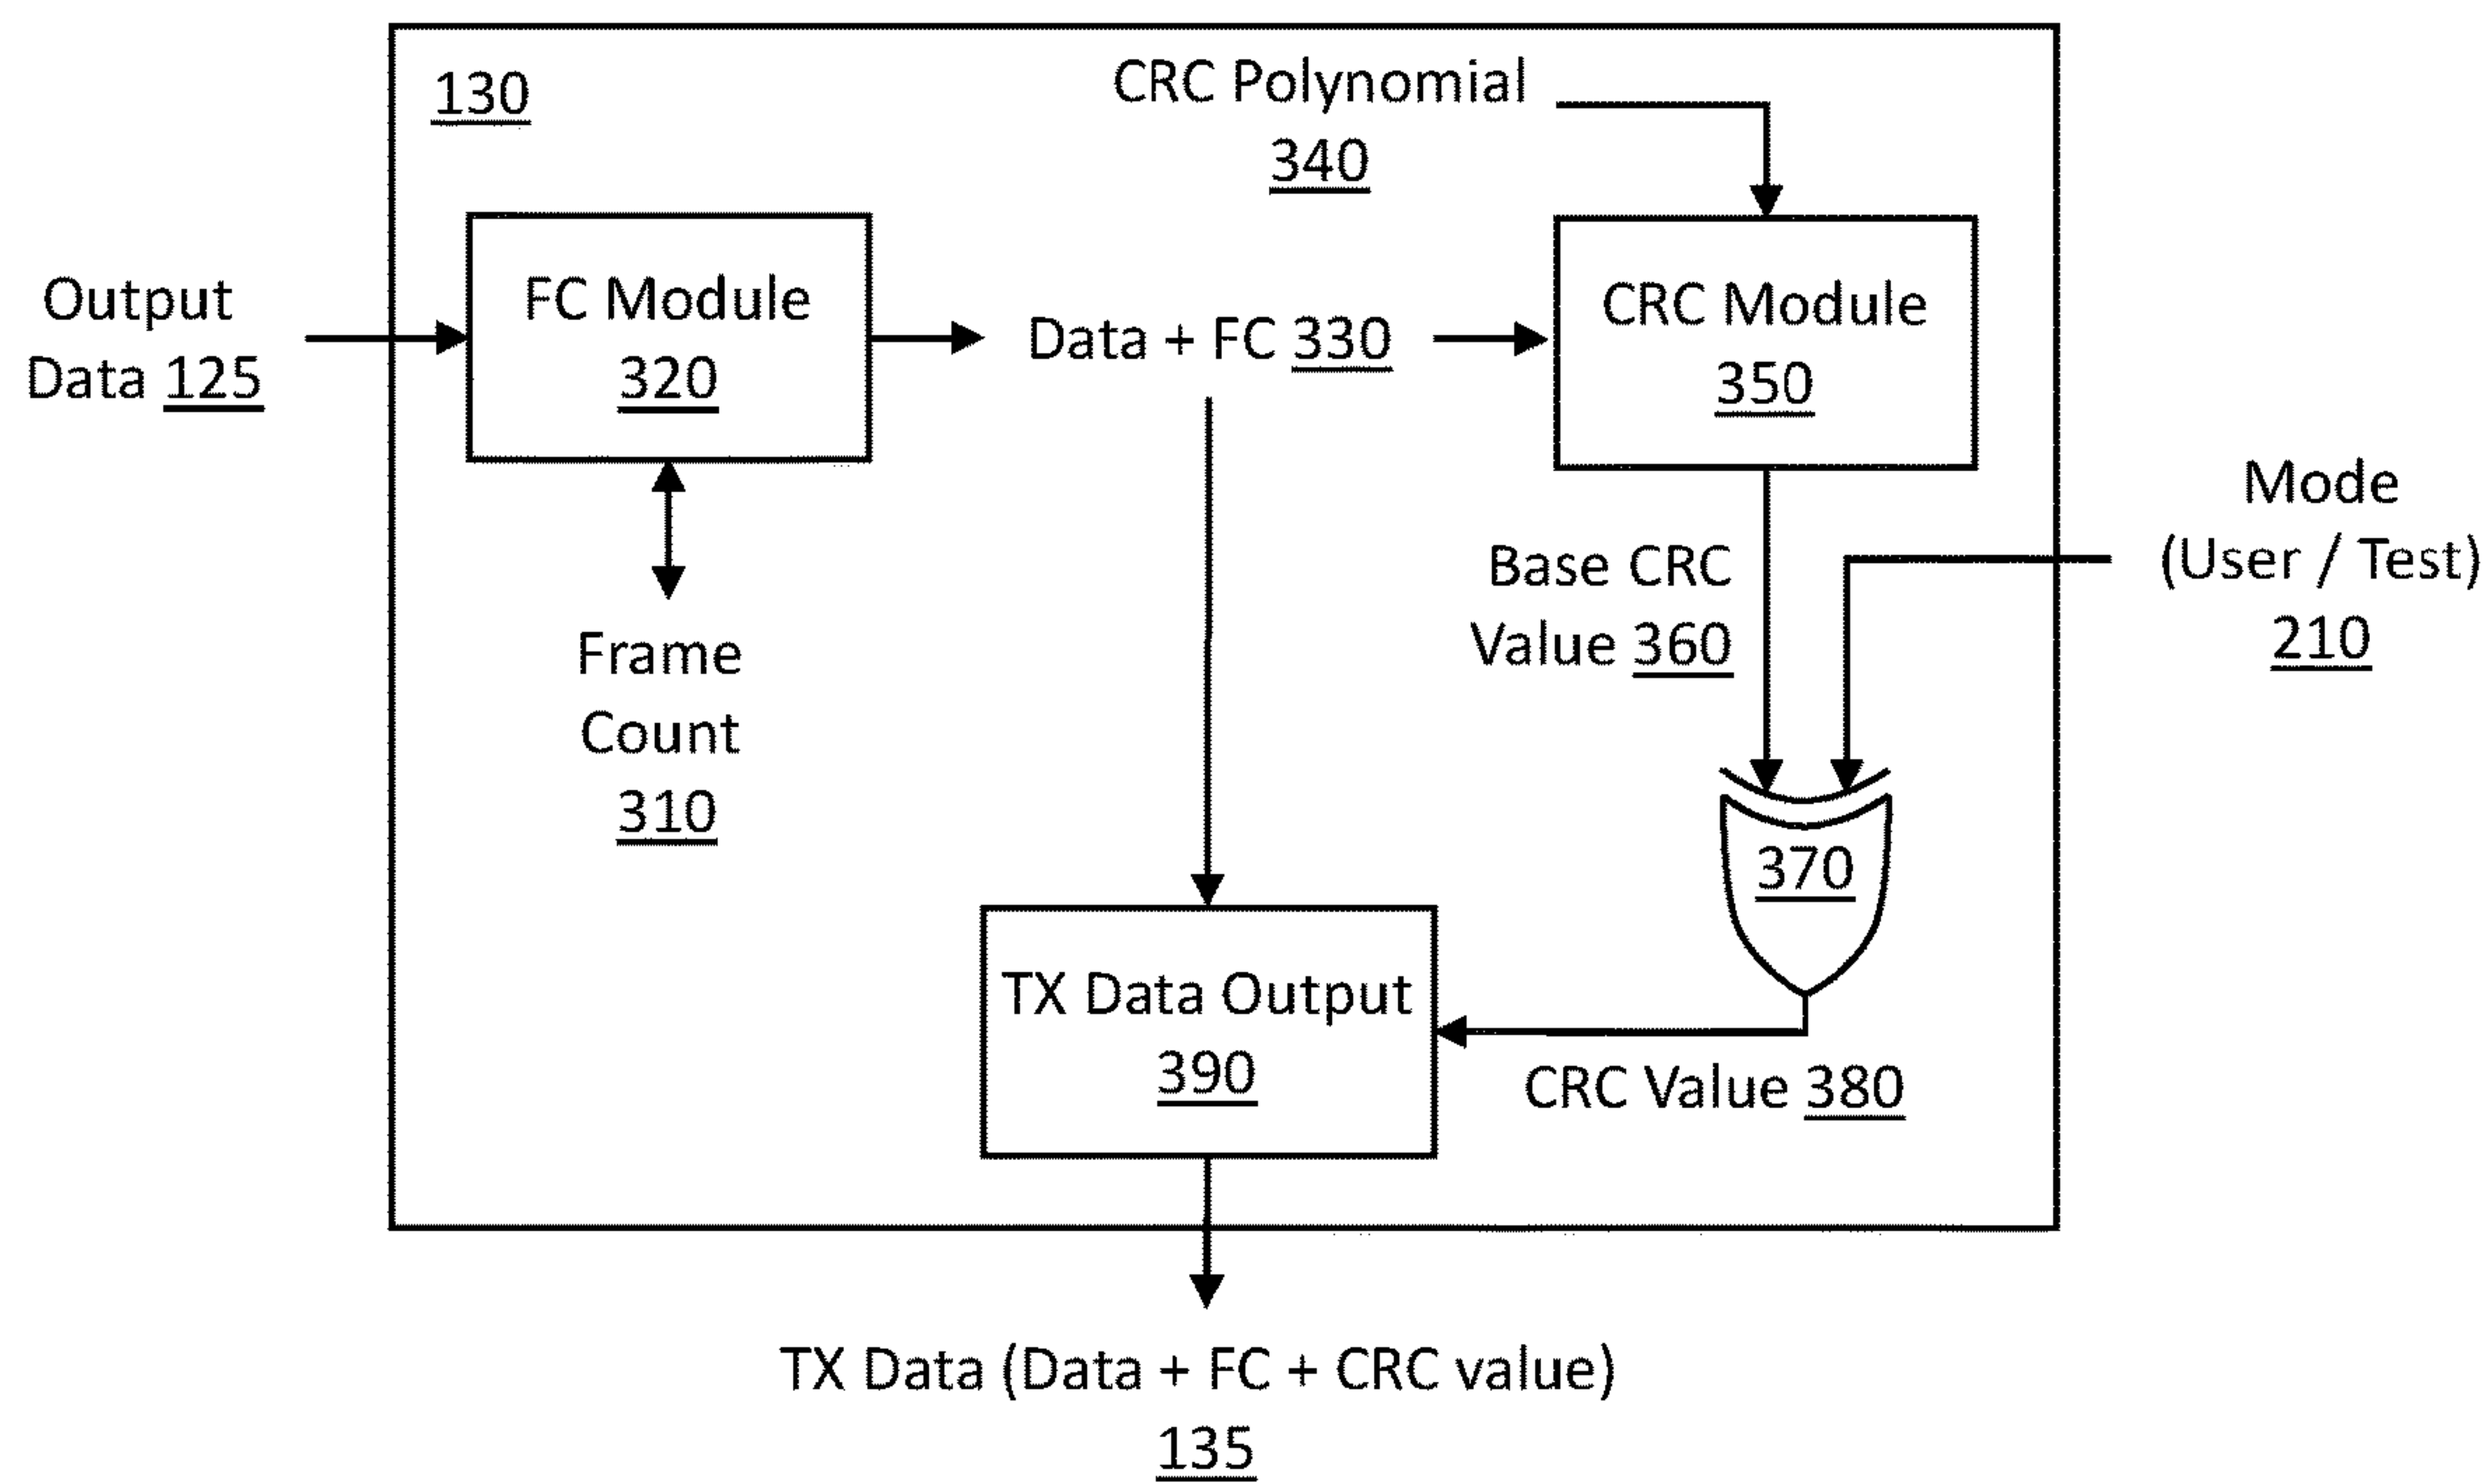 130
CRC Polynomial
340
Output
Data 125
FC Module
320
Data + FC 330
CRC Module
350
Mode
(User / Test)
210
Base CRC
Value 360
Frame
Count
310
370
TX Data Output
390
CRC Value 380
TX Data (Data + FC + CRC value)
135